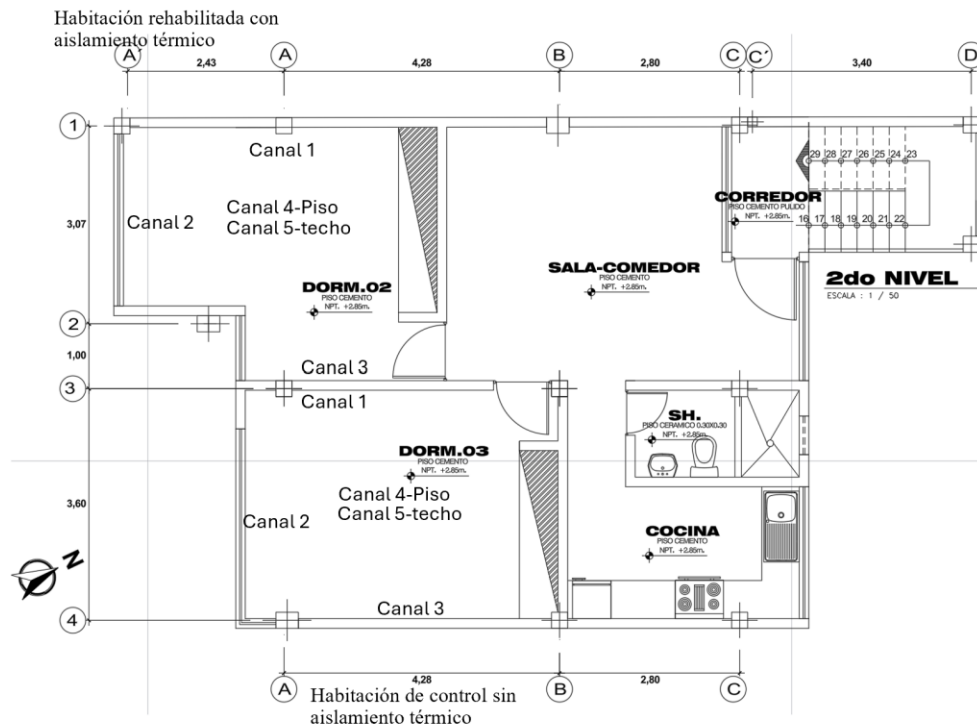 Habitación rehabilitada con
aislamiento térmico
A A B C C' D
2,43 4,28 2,80 3,40
1
Canal 1
29 28 27 26 25 24 23
3,07
Canal 2
Canal 4-Piso
Canal 5-techo
CORREDOR
PISO CEMENTO PULIDO
NPT. +2.85m.
16 17 18 19 20 21 22
SALA-COMEDOR
PISO CEMENTO
NPT. +2.85m.
2do NIVEL
ESCALA : 1 / 50
DORM.02
PISO CEMENTO
NPT. +2.85m.
2
1,00
Canal 3
3
Canal 1
SH.
PISO CERAMICO 0.30X0.30
NPT. +2.85m.
DORM.03
PISO CEMENTO
NPT. +2.85m.
3,60
Canal 4-Piso
Canal 5-techo
Canal 2
COCINA
PISO CEMENTO
NPT. +2.85m.
N
Canal 3
4
4,28 2,80
A B C
Habitación de control sin
aislamiento térmico